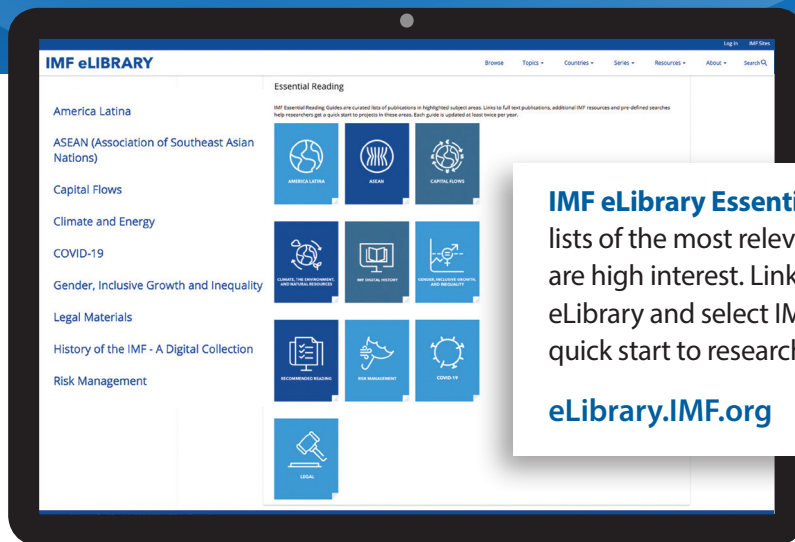 Log in IMF Sites
IMF eLIBRARY
Browse Topics Countries Series Resources About Search
Essential Reading
IMF Essential Reading Guides are curated lists of publications in highlighted subject areas. Links to full text publications, additional IMF resources and pre-defined searches
help researchers get a quick start to projects in these areas. Each guide is updated at least twice per year.
America Latina
ASEAN (Association of Southeast Asian
Nations)
Capital Flows
Climate and Energy
COVID-19
Gender, Inclusive Growth and Inequality
Legal Materials
History of the IMF - A Digital Collection
Risk Management
AMERICA LATINA
ASEAN
CAPITAL FLOWS
CLIMATE, THE ENVIRONMENT,
AND NATURAL RESOURCES
IMF DIGITAL HISTORY
GENDER, INCLUSIVE GROWTH,
AND INEQUALITY
RECOMMENDED READING
RISK MANAGEMENT
COVID-19
LEGAL
IMF eLibrary Essenti
lists of the most relev
are high interest. Link
eLibrary and select IM
quick start to research
eLibrary.IMF.org